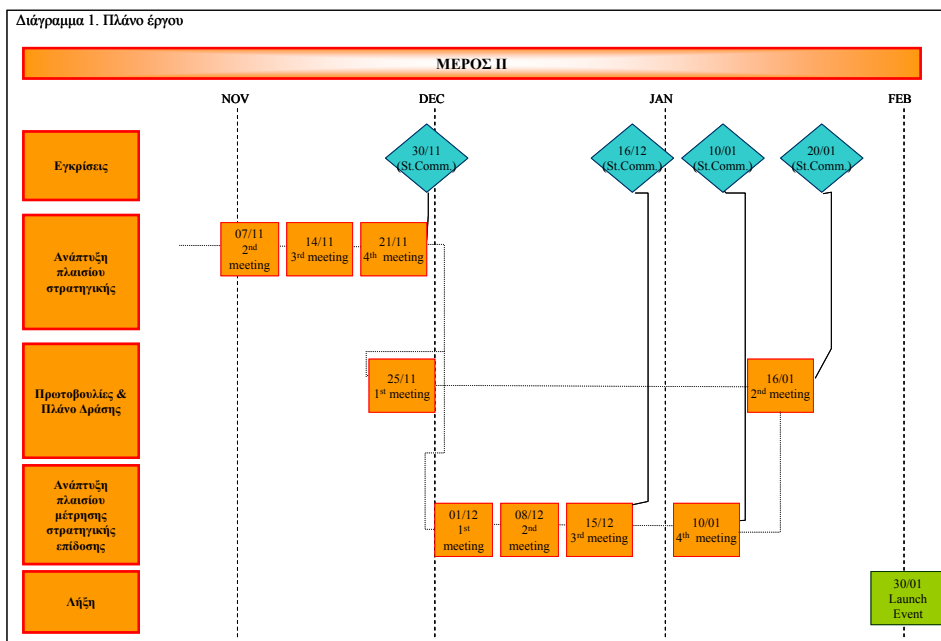 Διάγραμμα 1. Πλάνο έργου
ΜΕΡΟΣ ΙΙ
NOV DEC JAN FEB
Εγκρίσεις
30/11
(St.Comm.)
16/12
(St.Comm.)
10/01
(St.Comm.)
20/01
(St.Comm.)
Ανάπτυξη
πλαισίου
στρατηγικής
07/11
2nd
meeting
14/11
3rd meeting
21/11
4th meeting
Πρωτοβουλίες &
Πλάνο Δράσης
25/11
1st meeting
16/01
2nd meeting
Ανάπτυξη
πλαισίου
μέτρησης
στρατηγικής
επίδοσης
01/12
1st
meeting
08/12
2nd
meeting
15/12
3rd meeting
10/01
4th meeting
Λήξη
30/01
Launch
Event